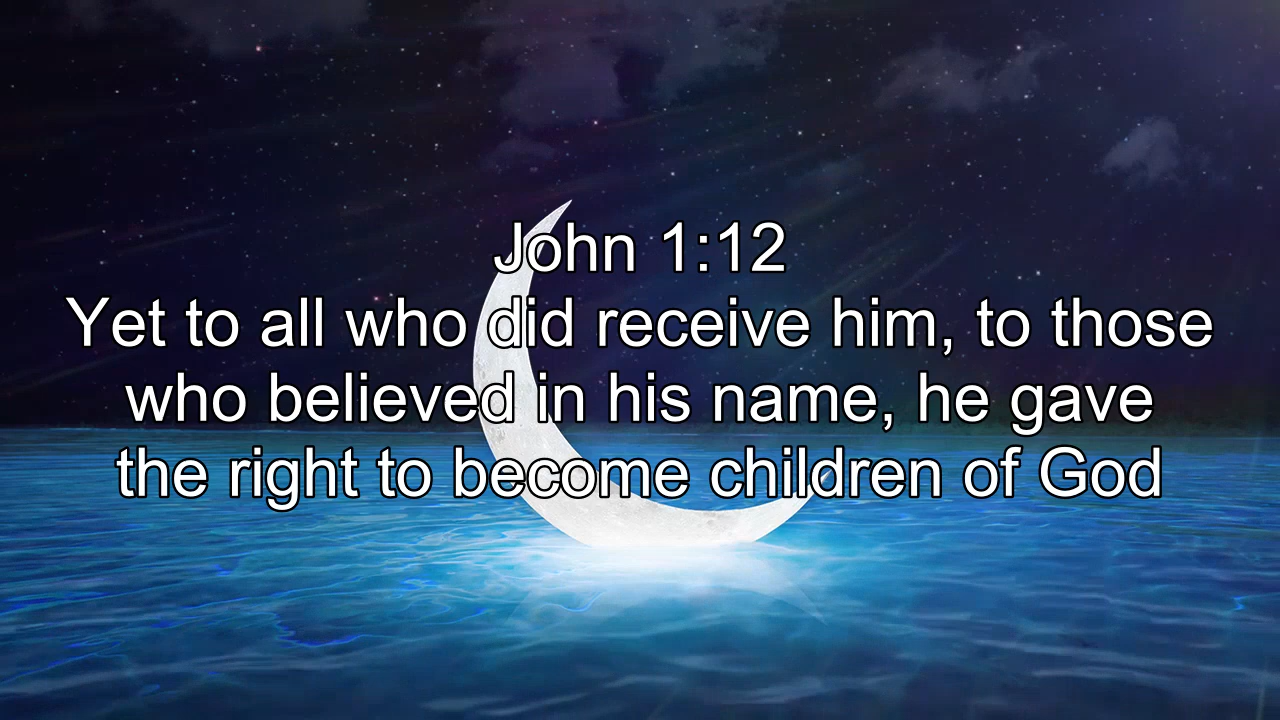 John 1:12
Yet to all who did receive him, to those
who believed in his name, he gave
the right to become children of God